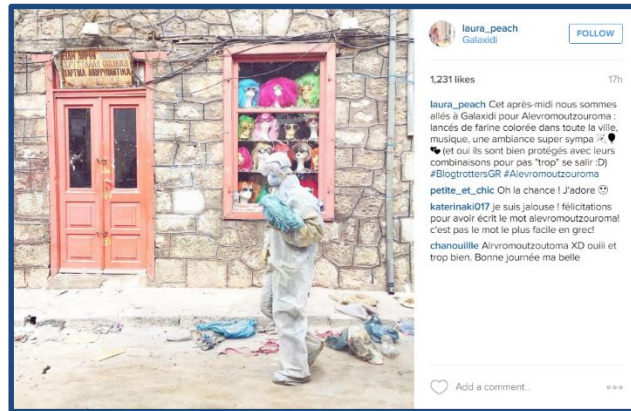 ΕΙΔΗ ΔΩΡΩΝ
ΧΑΡΤΙΚΑ
laura_peach
Galaxidi
FOLLOW
1,231 likes
17h
laura_peach Cet après-midi nous sommes
allés à Galaxidi pour Alevromoutzouroma :
lancés de farine colorée dans toute la ville,
musique, une ambiance super sympa
(et oui ils sont bien protégés avec leurs
combinaisons pour pas "trop" se salir :D)
#BlogtrottersGR #Alevromoutzouroma
petite_et_chic Oh la chance ! J'adore
katerinaki017 je suis jalouse ! félicitations
pour avoir écrit le mot alevromoutzouroma!
c'est pas le mot le plus facile en grec!
chanouillle Alrvromoutzoutoma XD ouiii et
trop bien. Bonne journée ma belle
Add a comment..